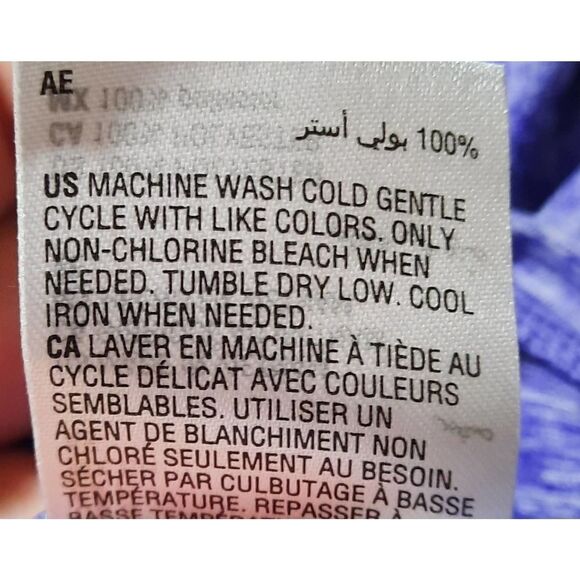 AE
100% بولي أستر
US MACHINE WASH COLD GENTLE
CYCLE WITH LIKE COLORS. ONLY
NON-CHLORINE BLEACH WHEN
NEEDED. TUMBLE DRY LOW. COOL
IRON WHEN NEEDED.
CA LAVER EN MACHINE À TIÈDE AU
CYCLE DÉLICAT AVEC COULEURS
SEMBLABLES. UTILISER UN
AGENT DE BLANCHIMENT NON
CHLORÉ SEULEMENT AU BESOIN.
SÉCHER PAR CULBUTAGE À BASSE
TEMPÉRATURE. REPASSER À
BASSE